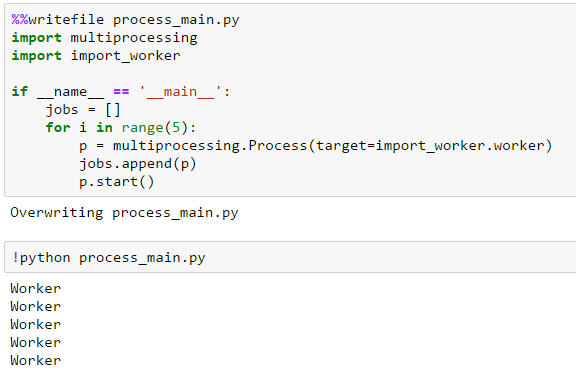 %%writefile process_main.py
import multiprocessing
import import_worker

if __name__ == '__main__':
    jobs = []
    for i in range(5):
        p = multiprocessing.Process(target=import_worker.worker)
        jobs.append(p)
        p.start()
Overwriting process_main.py
!python process_main.py
Worker
Worker
Worker
Worker
Worker